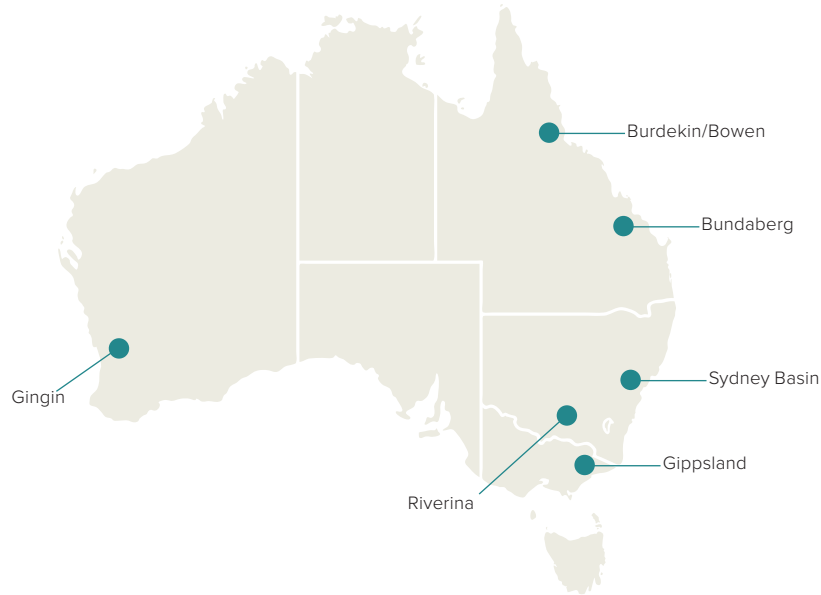 Burdekin/Bowen
Bundaberg
Sydney Basin
Gingin
Gippsland
Riverina